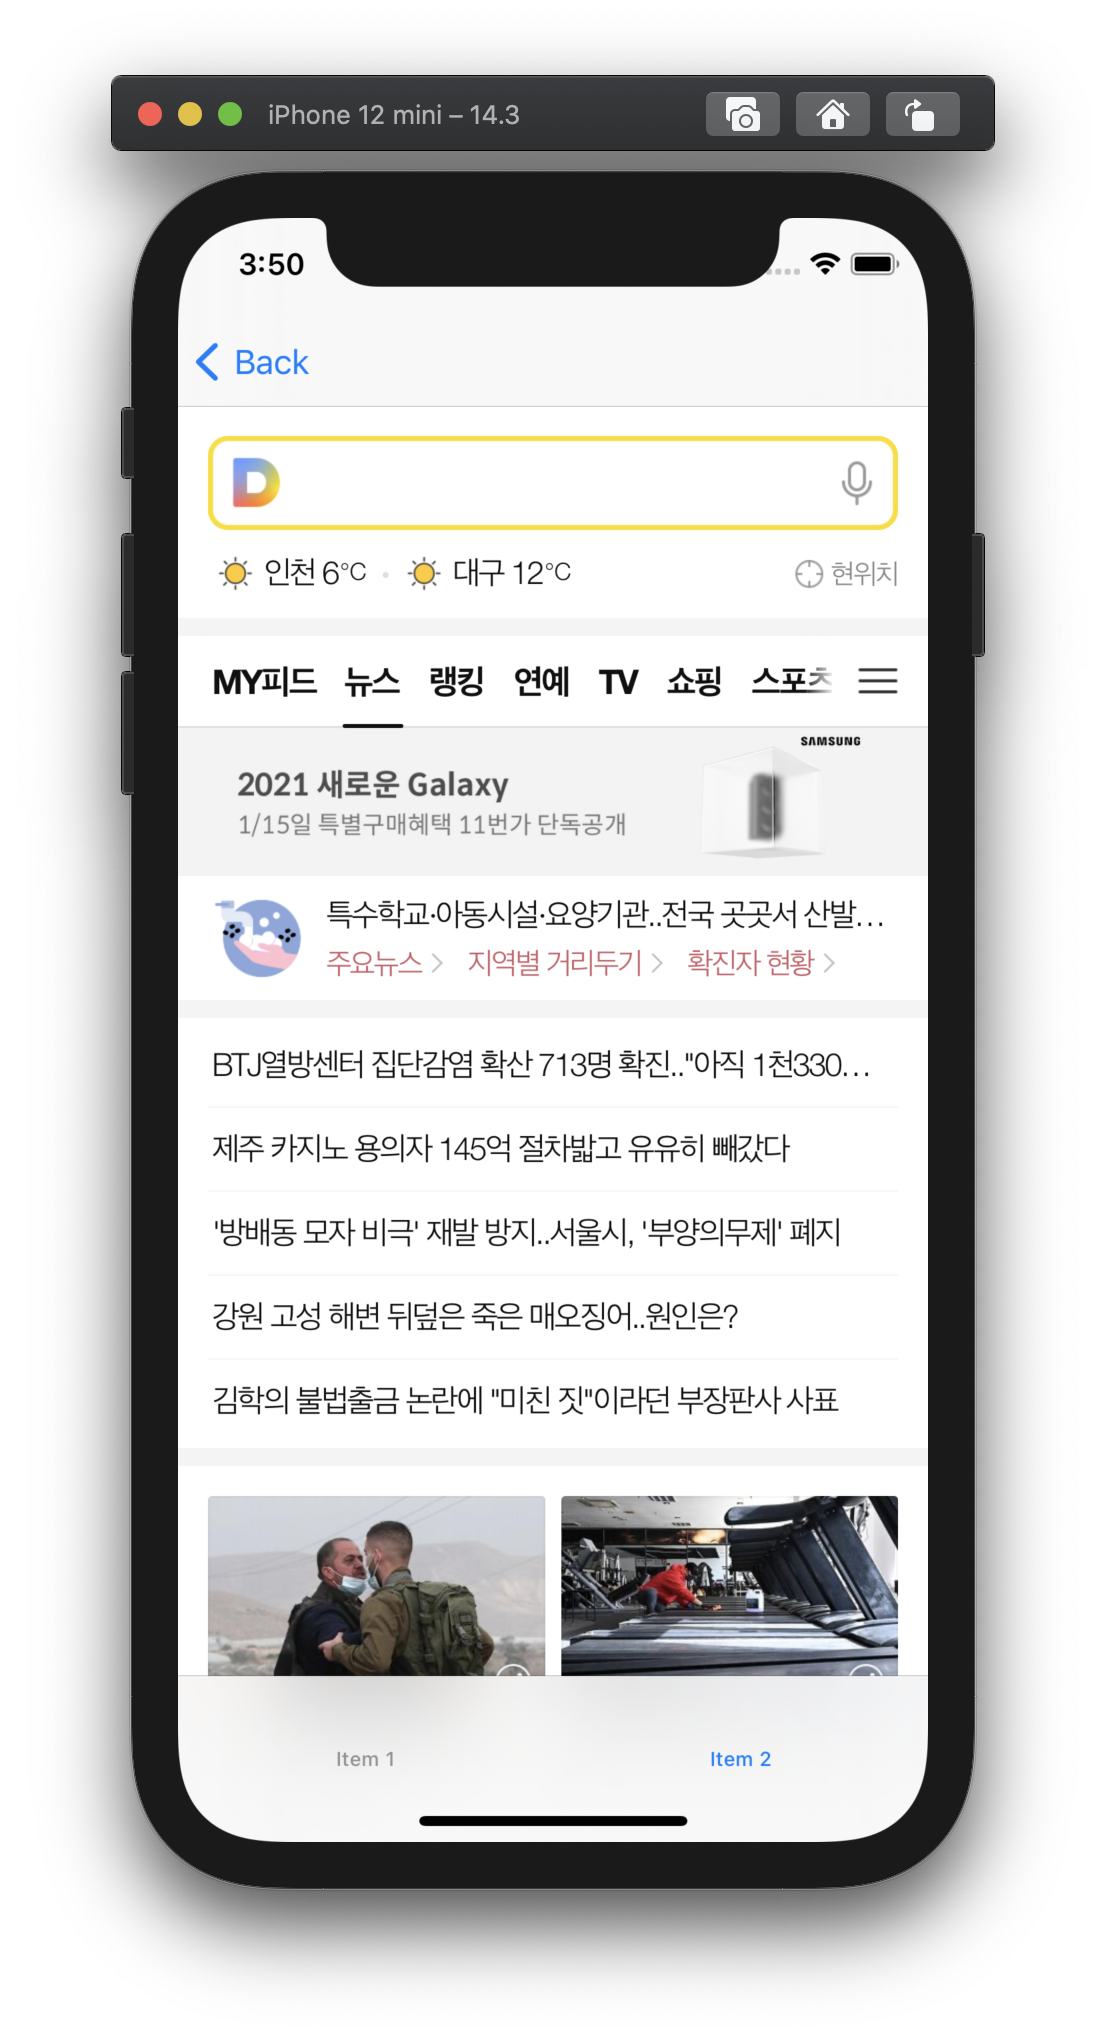 iPhone 12 mini – 14.3
3:50
Back
D
인천 6°C · 대구 12°C 현위치
MY피드 뉴스 랭킹 연예 TV 쇼핑 스포츠
SAMSUNG
2021 새로운 Galaxy
1/15일 특별구매혜택 11번가 단독공개
특수학교·아동시설·요양기관..전국 곳곳서 산발…
주요뉴스 > 지역별 거리두기 > 확진자 현황 >
BTJ열방센터 집단감염 확산 713명 확진.."아직 1천330…
제주 카지노 용의자 145억 절차밟고 유유히 빼갔다
'방배동 모자 비극' 재발 방지..서울시, '부양의무제' 폐지
강원 고성 해변 뒤덮은 죽은 매오징어..원인은?
김학의 불법출금 논란에 "미친 짓"이라던 부장판사 사표
Item 1 Item 2